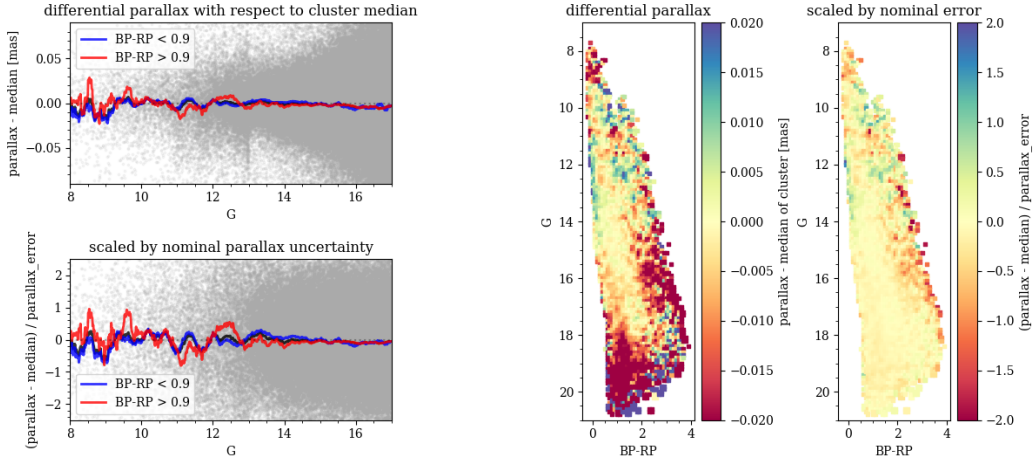 differential parallax with respect to cluster median
parallax - median [mas]
0.05
0.00
−0.05
BP-RP < 0.9
BP-RP > 0.9
8 10 12 14 16
G
scaled by nominal parallax uncertainty
(parallax - median) / parallax_error
2
1
0
−1
−2
BP-RP < 0.9
BP-RP > 0.9
8 10 12 14 16
G
differential parallax
G
8
10
12
14
16
18
20
0 2 4
BP-RP
0.020
0.015
0.010
0.005
0.000
−0.005
−0.010
−0.015
−0.020
parallax - median of cluster [mas]
scaled by nominal error
G
8
10
12
14
16
18
20
0 2 4
BP-RP
2.0
1.5
1.0
0.5
0.0
−0.5
−1.0
−1.5
−2.0
(parallax - median) / parallax_error